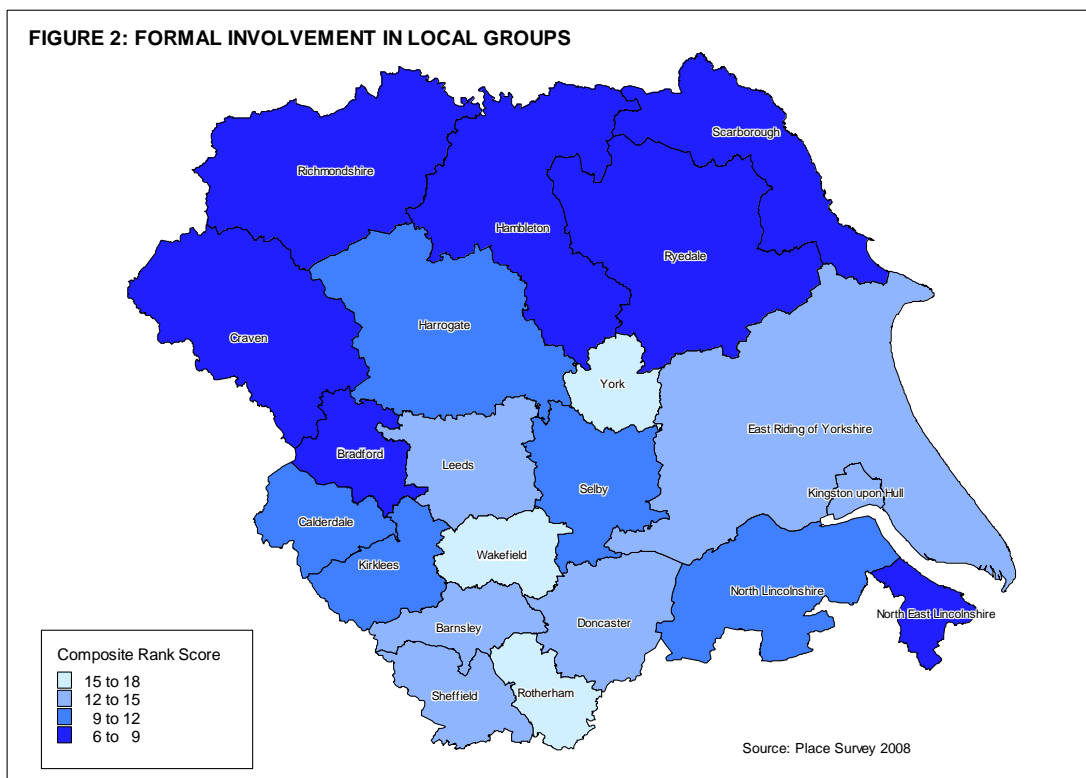 FIGURE 2: FORMAL INVOLVEMENT IN LOCAL GROUPS
Scarborough
Richmondshire
Hambleton
Ryedale
Harrogate
Craven
York
East Riding of Yorkshire
Bradford
Leeds
Selby
Kingston upon Hull
Calderdale
Wakefield
Kirklees
North Lincolnshire
North East Lincolnshire
Barnsley
Doncaster
Sheffield
Rotherham
Composite Rank Score
15 to 18
12 to 15
9 to 12
6 to 9
Source: Place Survey 2008